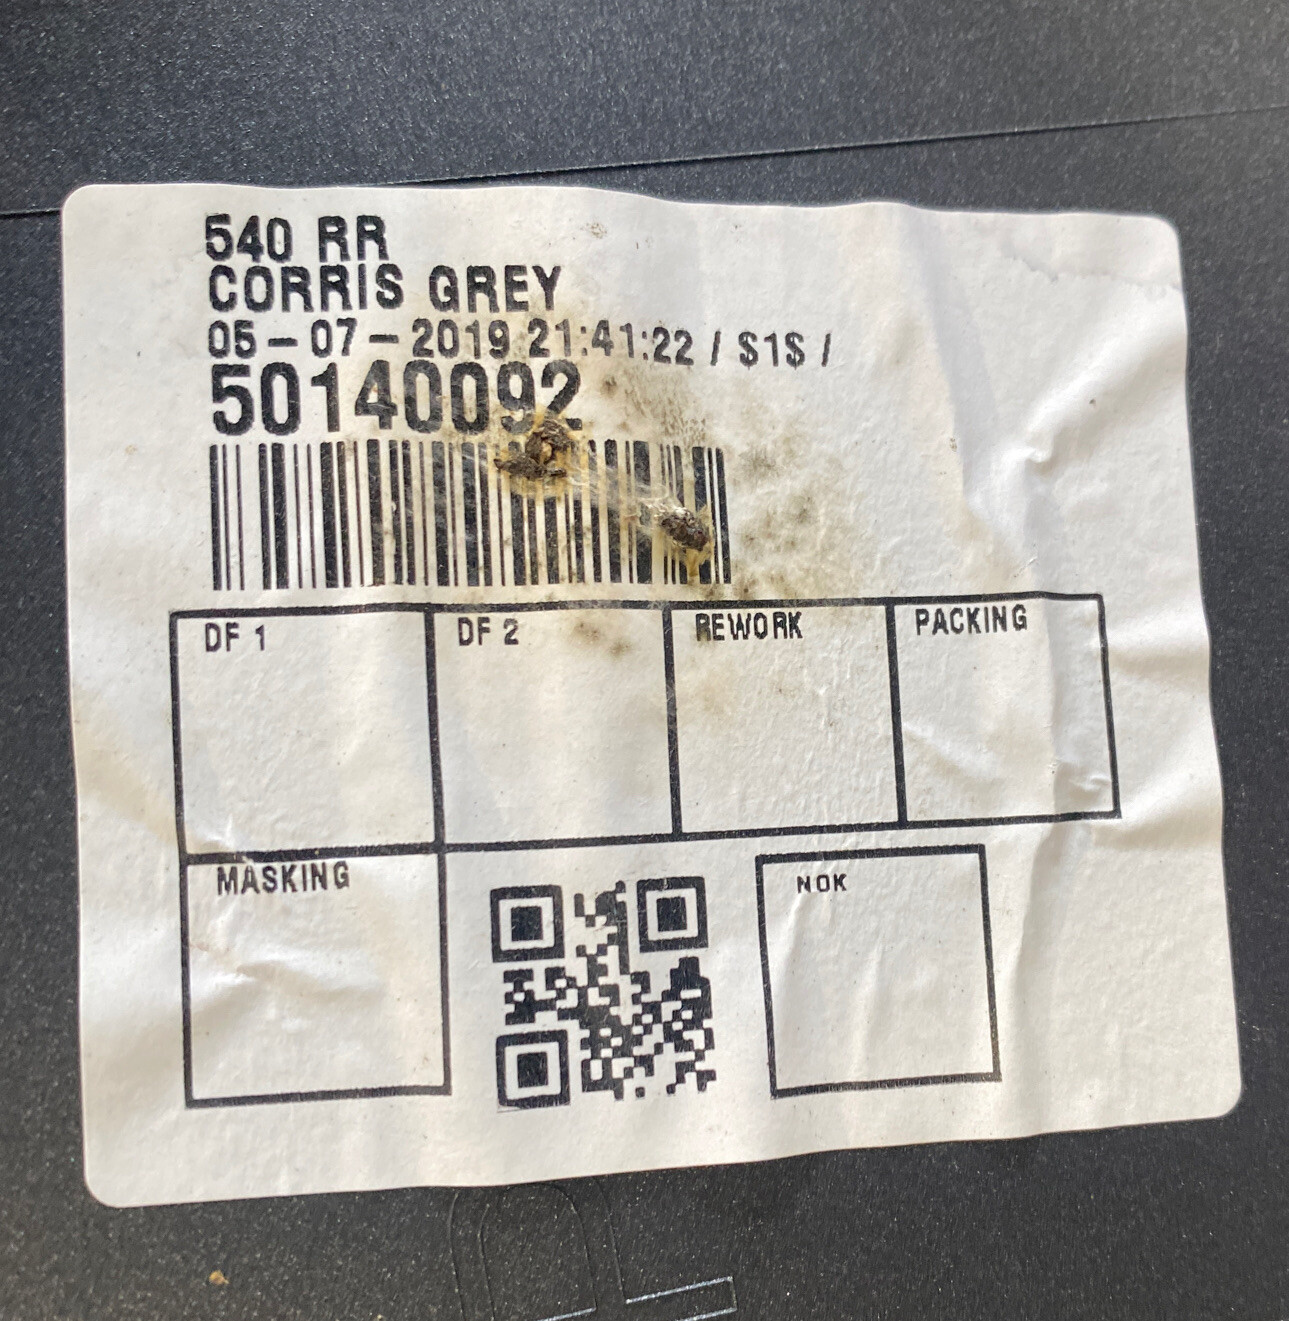 540 RR
CORRIS GREY
05-07-2019 21:41:22 / $1$ /
50140092
DF 1
DF 2
REWORK
PACKING
MASKING
NOK